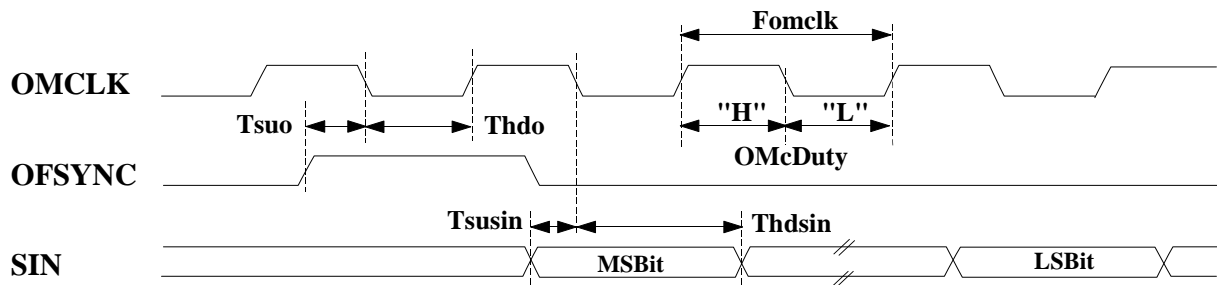 Fomclk
OMCLK
"H" "L"
Tsuo Thdo
OMcDuty
OFSYNC
Tsusin Thdsin
SIN MSBit LSBit